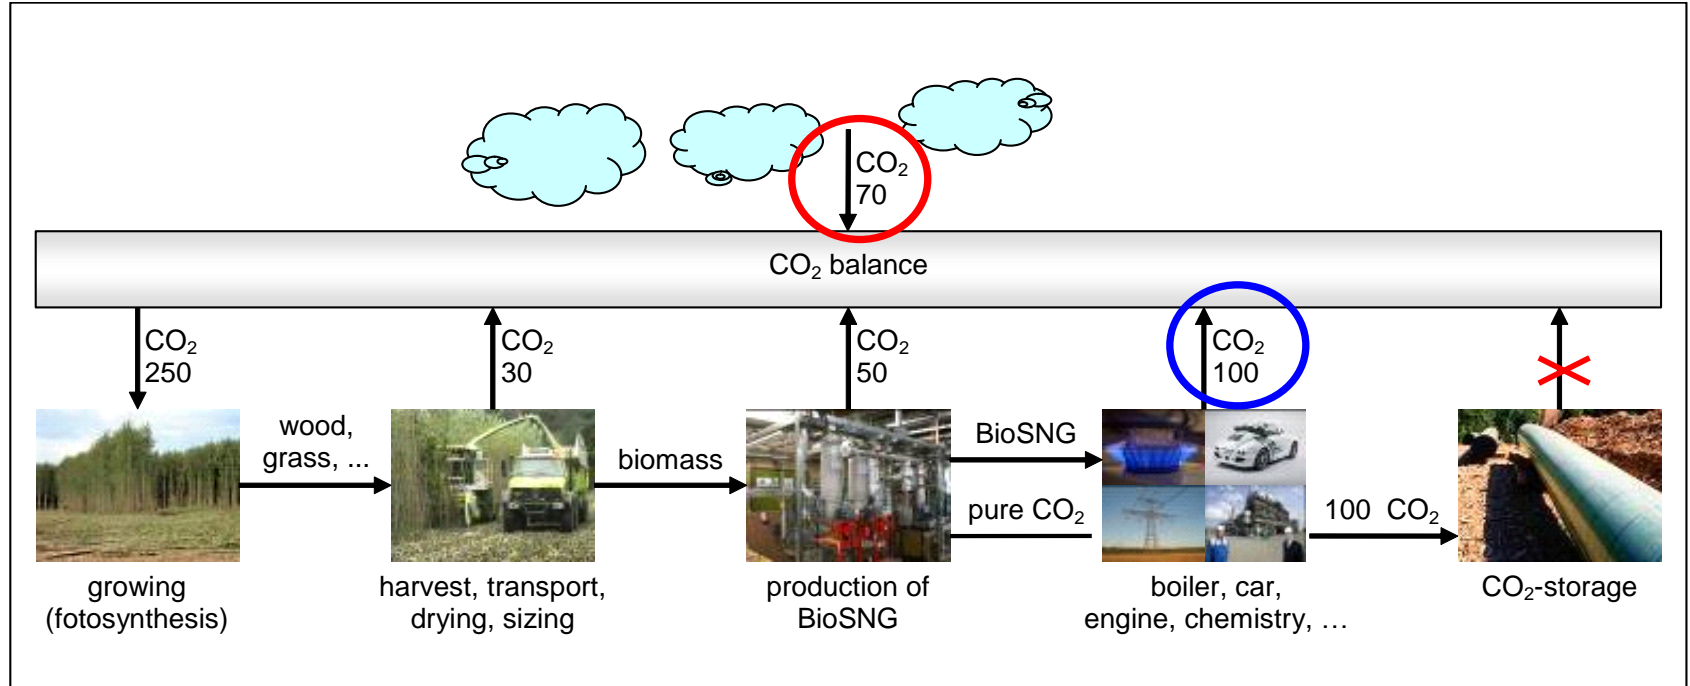 CO₂
70
CO₂ balance
CO₂
250
CO₂
30
CO₂
50
CO₂
100
wood,
grass, ...
biomass
BioSNG
pure CO₂
100 CO₂
growing
(fotosynthesis)
harvest, transport,
drying, sizing
production of
BioSNG
boiler, car,
engine, chemistry, …
CO₂-storage